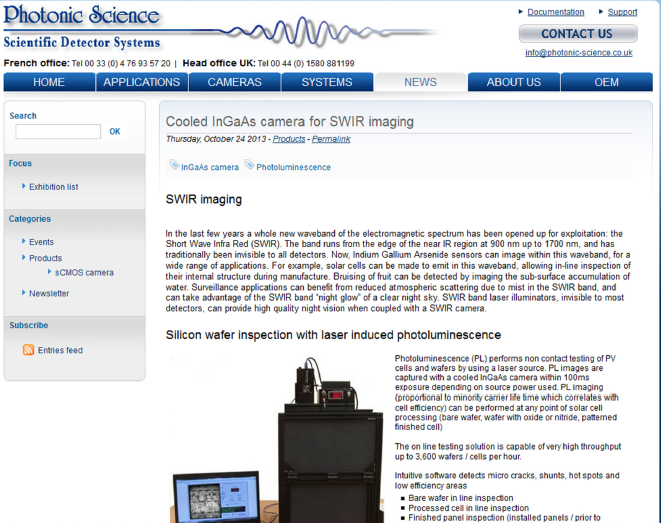 Photonic Science
Scientific Detector Systems
Documentation Support
CONTACT US
info@photonic-science.co.uk
French office: Tel 00 33 (0) 4 76 93 57 20 | Head office UK: Tel 00 44 (0) 1580 881199
HOME APPLICATIONS CAMERAS SYSTEMS NEWS ABOUT US OEM
Search
OK
Focus
Exhibition list
Categories
Events
Products
sCMOS camera
Newsletter
Subscribe
Entries feed
Cooled InGaAs camera for SWIR imaging
Thursday, October 24 2013 - Products - Permalink
InGaAs camera Photoluminescence
SWIR imaging
In the last few years a whole new waveband of the electromagnetic spectrum has been opened up for exploitation: the
Short Wave Infra Red (SWIR). The band runs from the edge of the near IR region at 900 nm up to 1700 nm, and has
traditionally been invisible to all detectors. Now, Indium Gallium Arsenide sensors can image within this waveband, for a
wide range of applications. For example, solar cells can be made to emit in this waveband, allowing in-line inspection of
their internal structure during manufacture. Bruising of fruit can be detected by imaging the sub-surface accumulation of
water. Surveillance applications can benefit from reduced atmospheric scattering due to mist in the SWIR band, and
can take advantage of the SWIR band "night glow" of a clear night sky. SWIR band laser illuminators, invisible to most
detectors, can provide high quality night vision when coupled with a SWIR camera.
Silicon wafer inspection with laser induced photoluminescence
Photoluminescence (PL) performs non contact testing of PV
cells and wafers by using a laser source. PL images are
captured with a cooled InGaAs camera within 100ms
exposure depending on source power used. PL imaging
(proportional to minority carrier life time which correlates with
cell efficiency) can be performed at any point of solar cell
processing (bare wafer, wafer with oxide or nitride, patterned
finished cell)
The on line testing solution is capable of very high throughput
up to 3,600 wafers / cells per hour.
Intuitive software detects micro cracks, shunts, hot spots and
low efficiency areas
Bare wafer in line inspection
Processed cell in line inspection
Finished panel inspection (installed panels / prior to